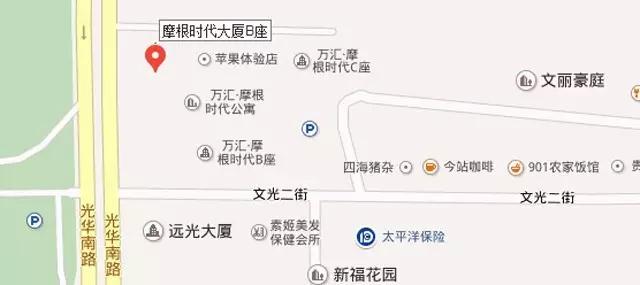 摩根时代大厦B座
苹果体验店
万汇·摩
根时代C座
文丽豪庭
万汇·摩根
时代公寓
P
万汇·摩
根时代B座
四海猪杂
今站咖啡
901农家饭馆
贵
文光二街
文光二街
P
光华南路
光华南路
远光大厦
素姬美发
保健会所
太平洋保险
新福花园